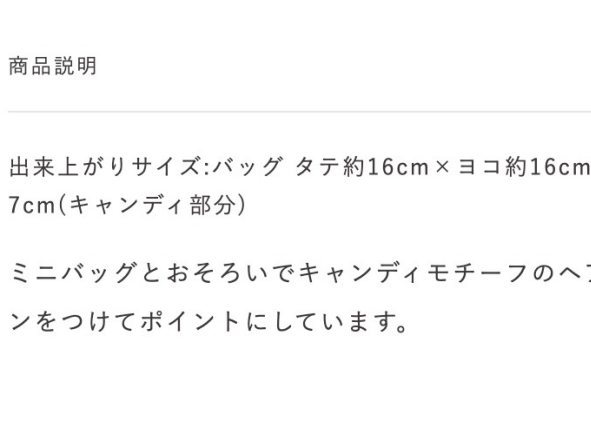 商品説明
出来上がりサイズ:バッグ タテ約16cm×ヨコ約16cm
7cm(キャンディ部分)
ミニバッグとおそろいでキャンディモチーフのヘ
ンをつけてポイントにしています。